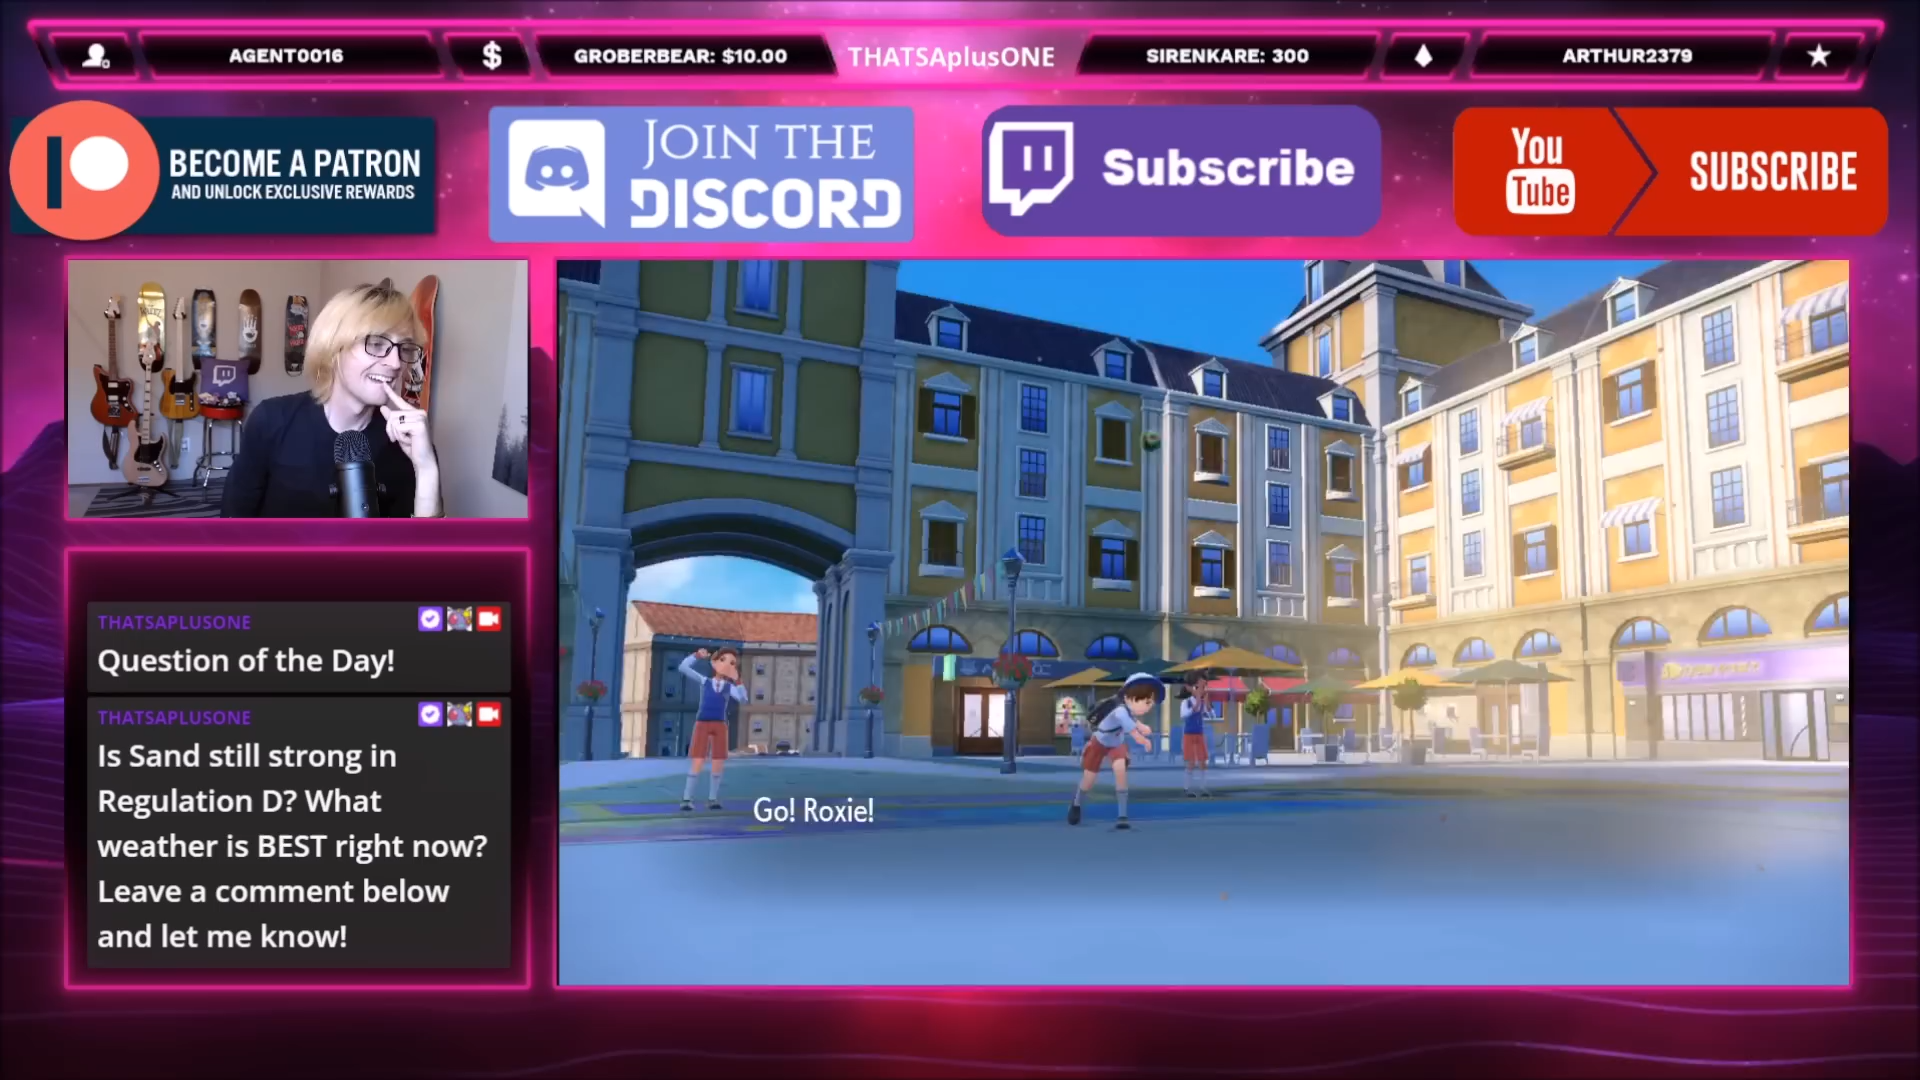 AGENT0016
$
GROBERBEAR: $10.00
THATSAplusONE
SIRENKARE: 300
ARTHUR2379
BECOME A PATRON
AND UNLOCK EXCLUSIVE REWARDS
JOIN THE
DISCORD
Subscribe
You
Tube
SUBSCRIBE
THATSAPLUSONE
Question of the Day!
THATSAPLUSONE
Is Sand still strong in
Regulation D? What
weather is BEST right now?
Leave a comment below
and let me know!
Go! Roxie!